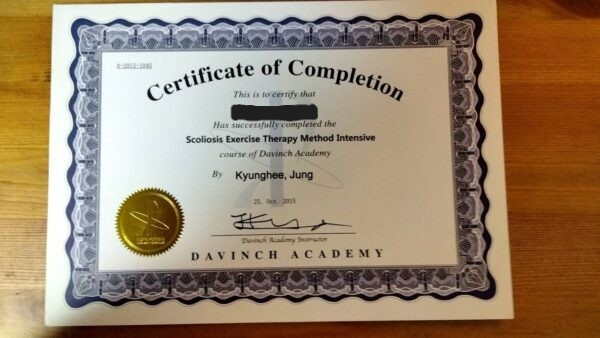 A-2015-1045
Certificate of Completion
This is to certify that
Has successfully completed the
Scoliosis Exercise Therapy Method Intensive
course of Davinch Academy
By Kyunghee, Jung
25. Oct. 2015
Davinch Academy Instructor
DAVINCH ACADEMY